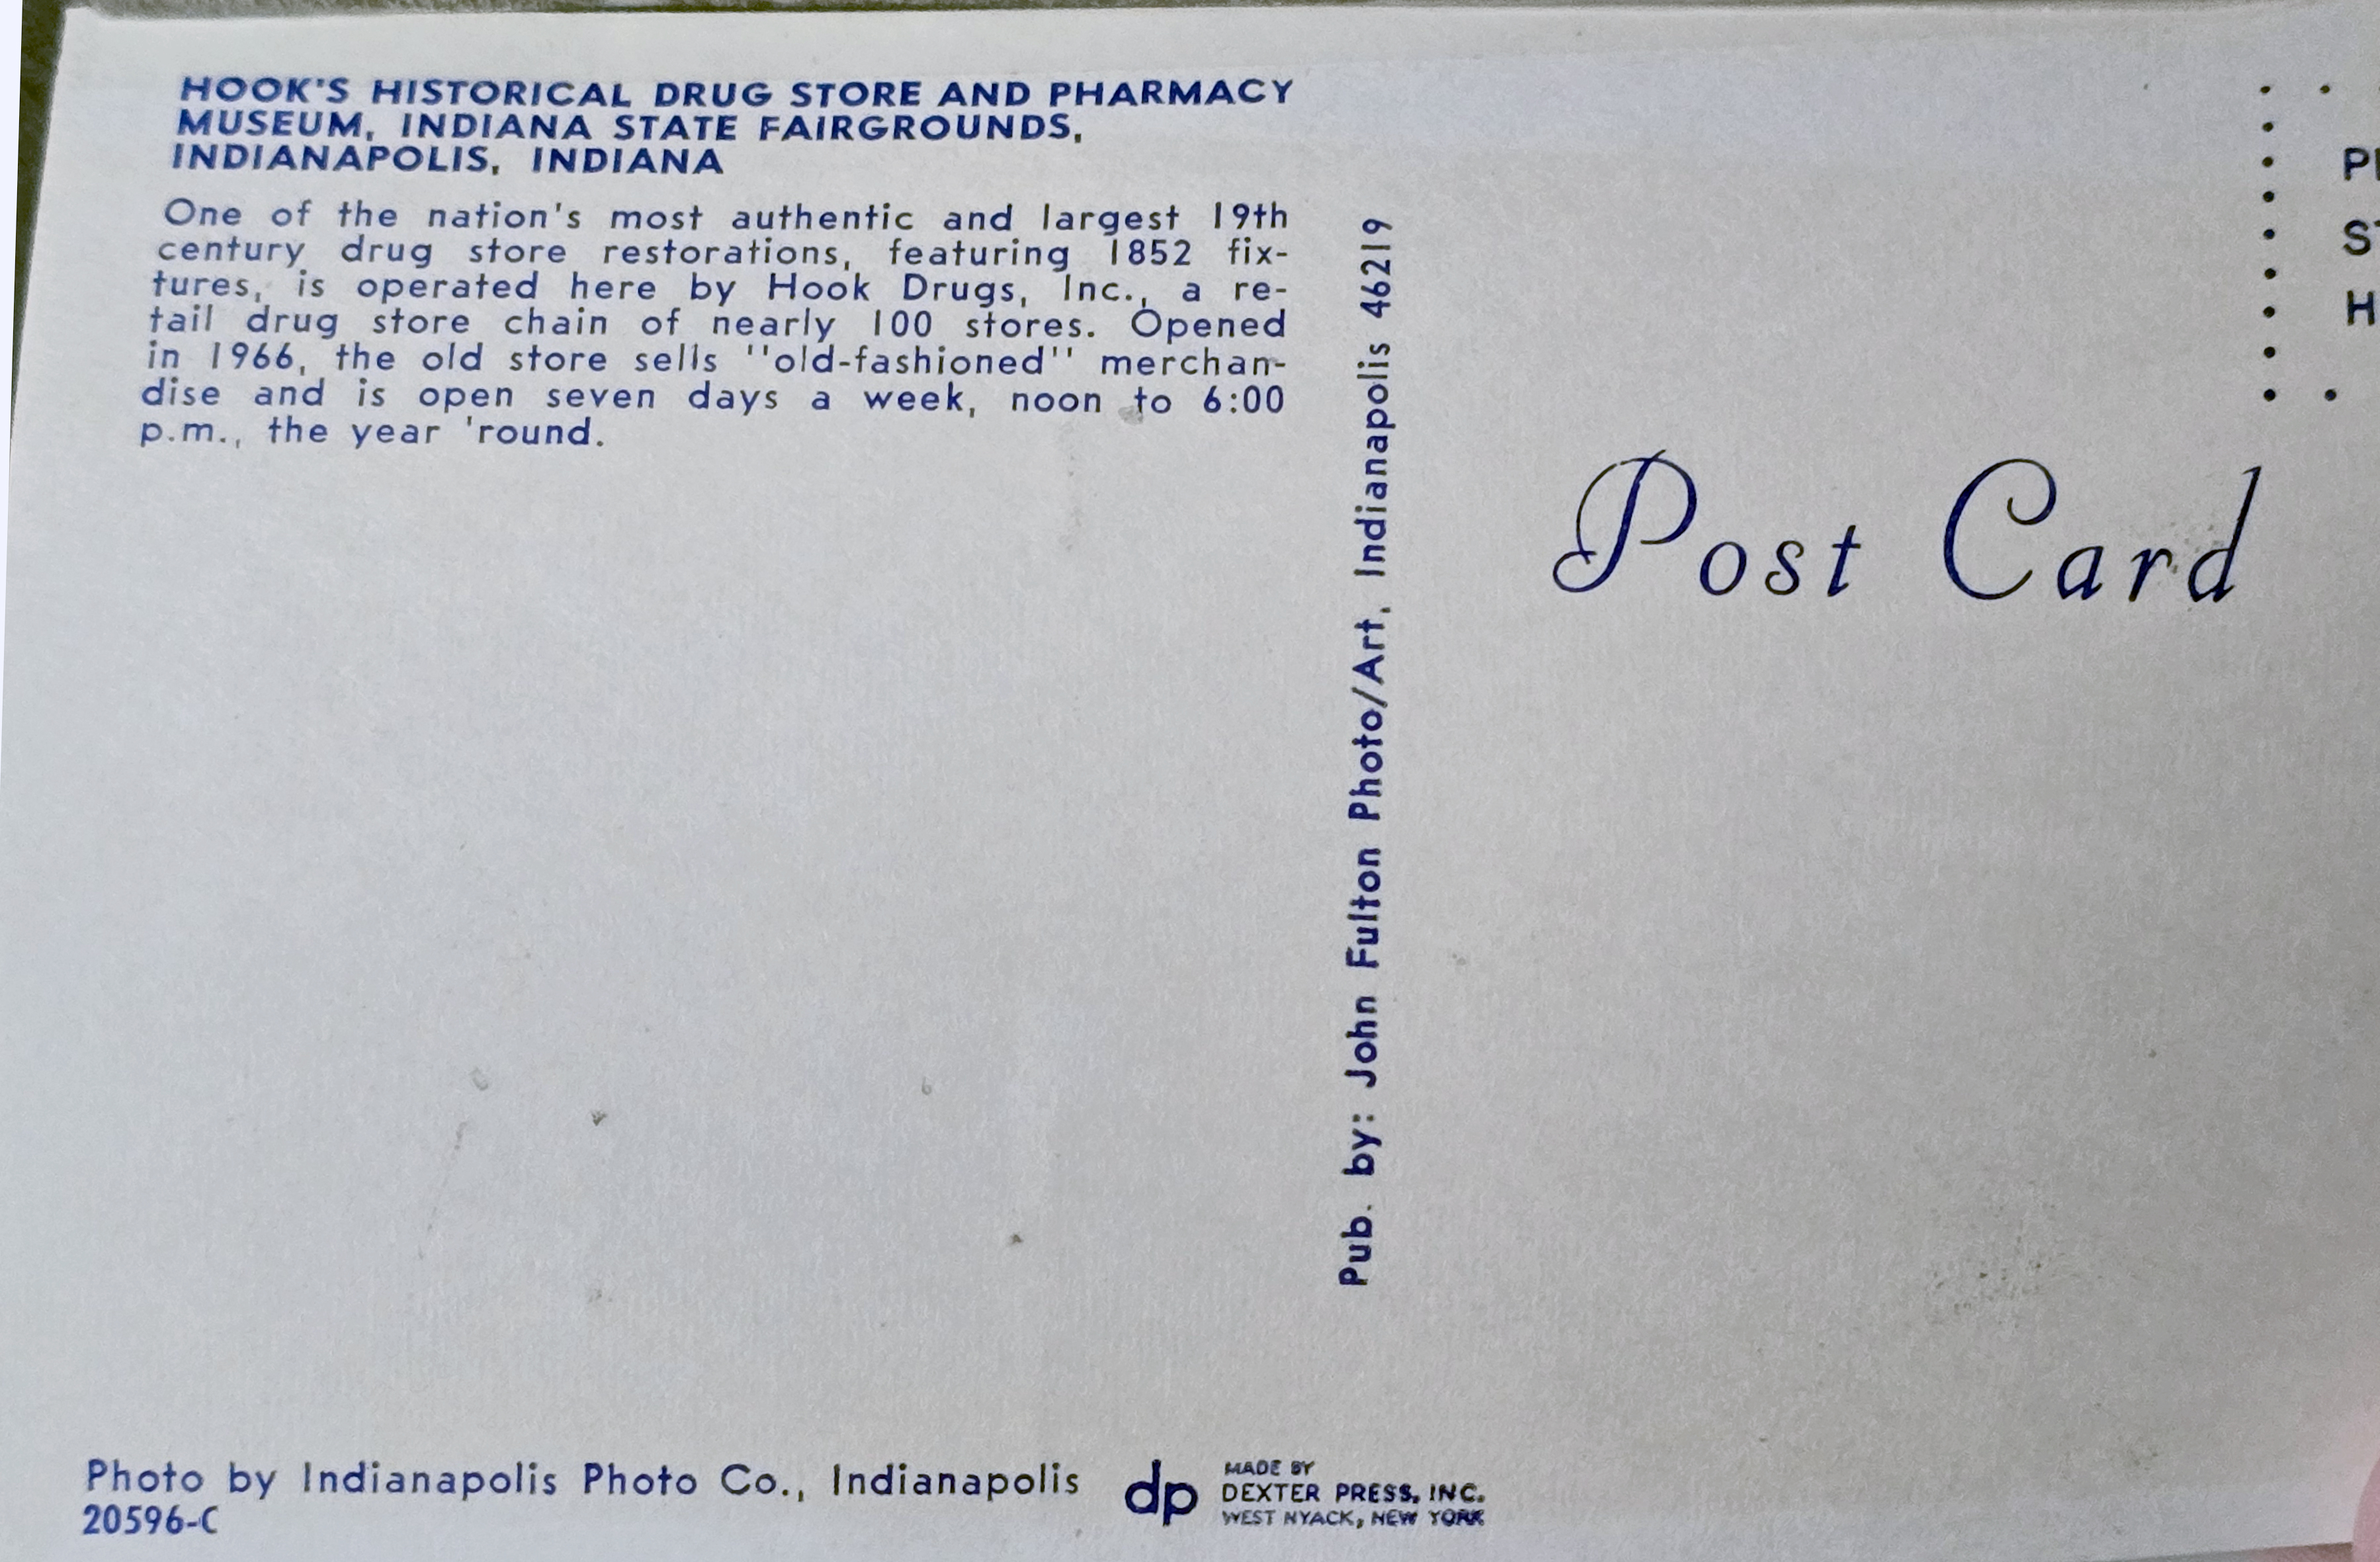 HOOK'S HISTORICAL DRUG STORE AND PHARMACY
MUSEUM, INDIANA STATE FAIRGROUNDS,
INDIANAPOLIS, INDIANA
One of the nation's most authentic and largest 19th
century drug store restorations, featuring 1852 fix-
tures, is operated here by Hook Drugs, Inc., a re-
tail drug store chain of nearly 100 stores. Opened
in 1966, the old store sells "old-fashioned" merchan-
dise and is open seven days a week, noon to 6:00
p.m., the year 'round.
Pub. by: John Fulton Photo/Art, Indianapolis 46219
Post Card
Photo by Indianapolis Photo Co., Indianapolis
20596-C
dp
MADE BY
DEXTER PRESS, INC.
WEST NYACK, NEW YORK